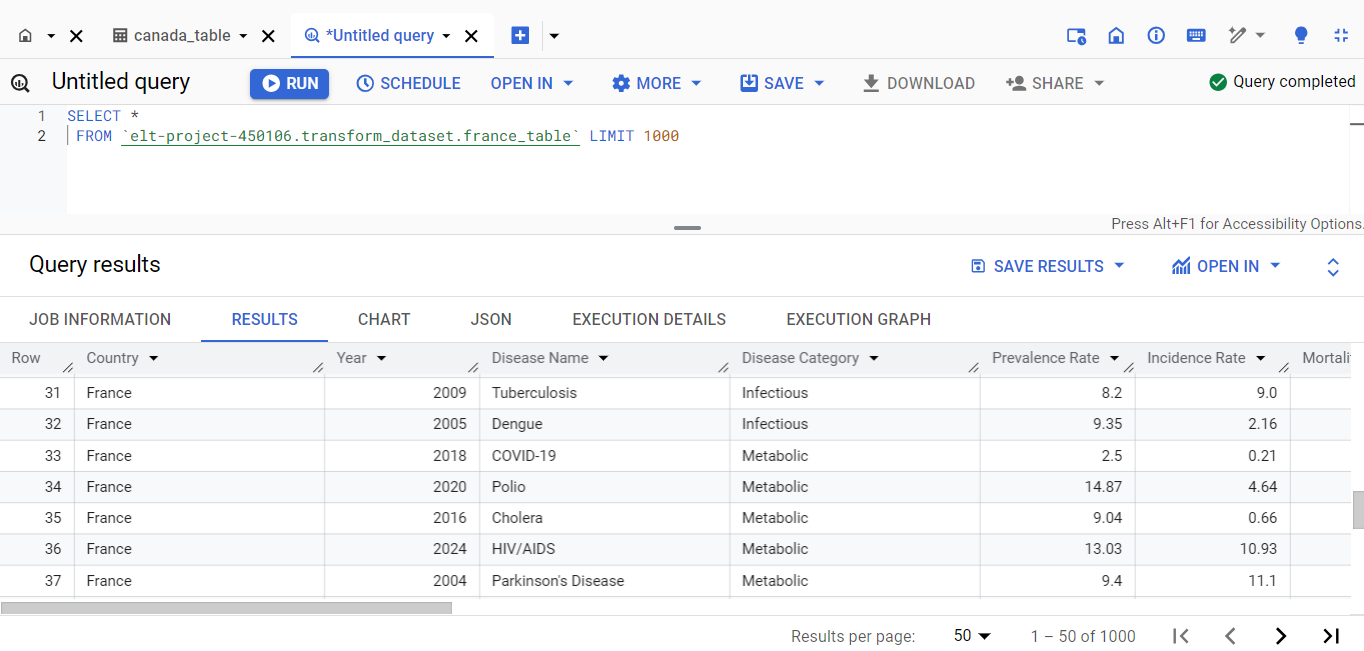 canada_table
*Untitled query
Untitled query RUN SCHEDULE OPEN IN MORE SAVE DOWNLOAD SHARE Query completed
1 SELECT *
2 FROM `elt-project-450106.transform_dataset.france_table` LIMIT 1000
Press Alt+F1 for Accessibility Options.
Query results SAVE RESULTS OPEN IN
JOB INFORMATION RESULTS CHART JSON EXECUTION DETAILS EXECUTION GRAPH
Row Country Year Disease Name Disease Category Prevalence Rate Incidence Rate Mortali
31 France 2009 Tuberculosis Infectious 8.2 9.0
32 France 2005 Dengue Infectious 9.35 2.16
33 France 2018 COVID-19 Metabolic 2.5 0.21
34 France 2020 Polio Metabolic 14.87 4.64
35 France 2016 Cholera Metabolic 9.04 0.66
36 France 2024 HIV/AIDS Metabolic 13.03 10.93
37 France 2004 Parkinson's Disease Metabolic 9.4 11.1
Results per page: 50 1 – 50 of 1000